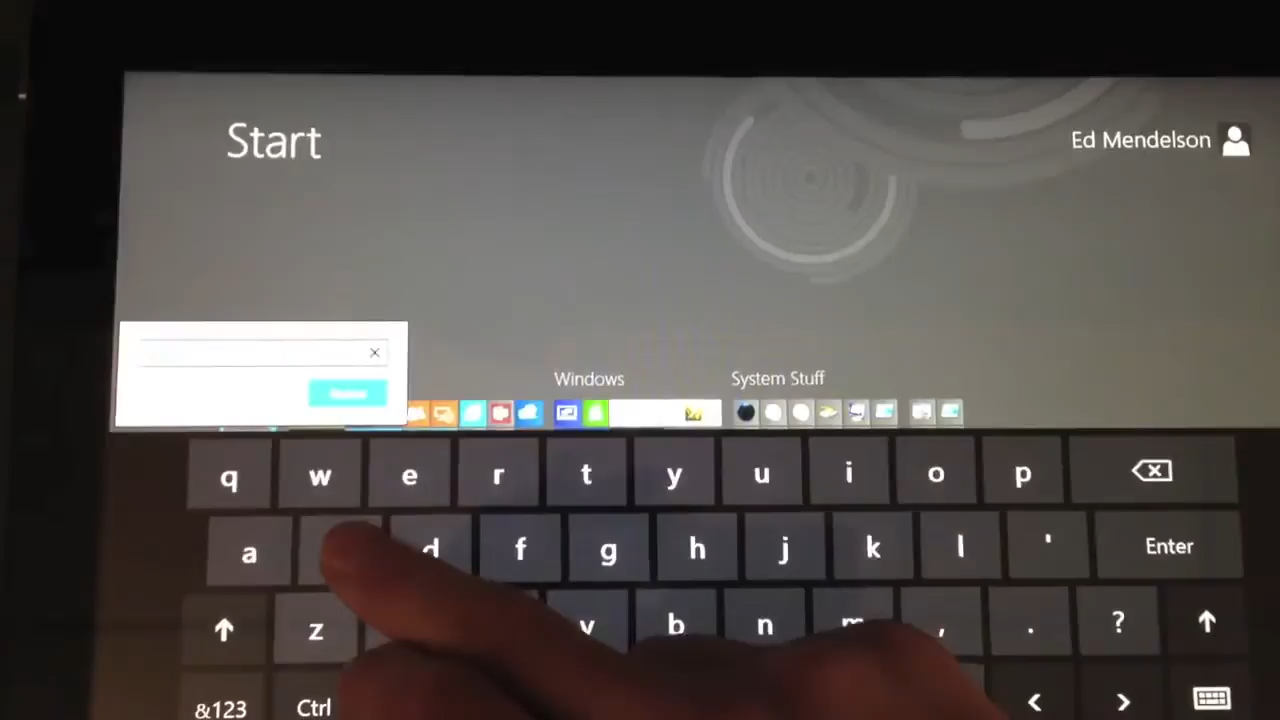 Start
Ed Mendelson
Windows
System Stuff
q w e r t y u i o p
a d f g h j k l ' Enter
z v b n m , . ?
&123 Ctrl < >